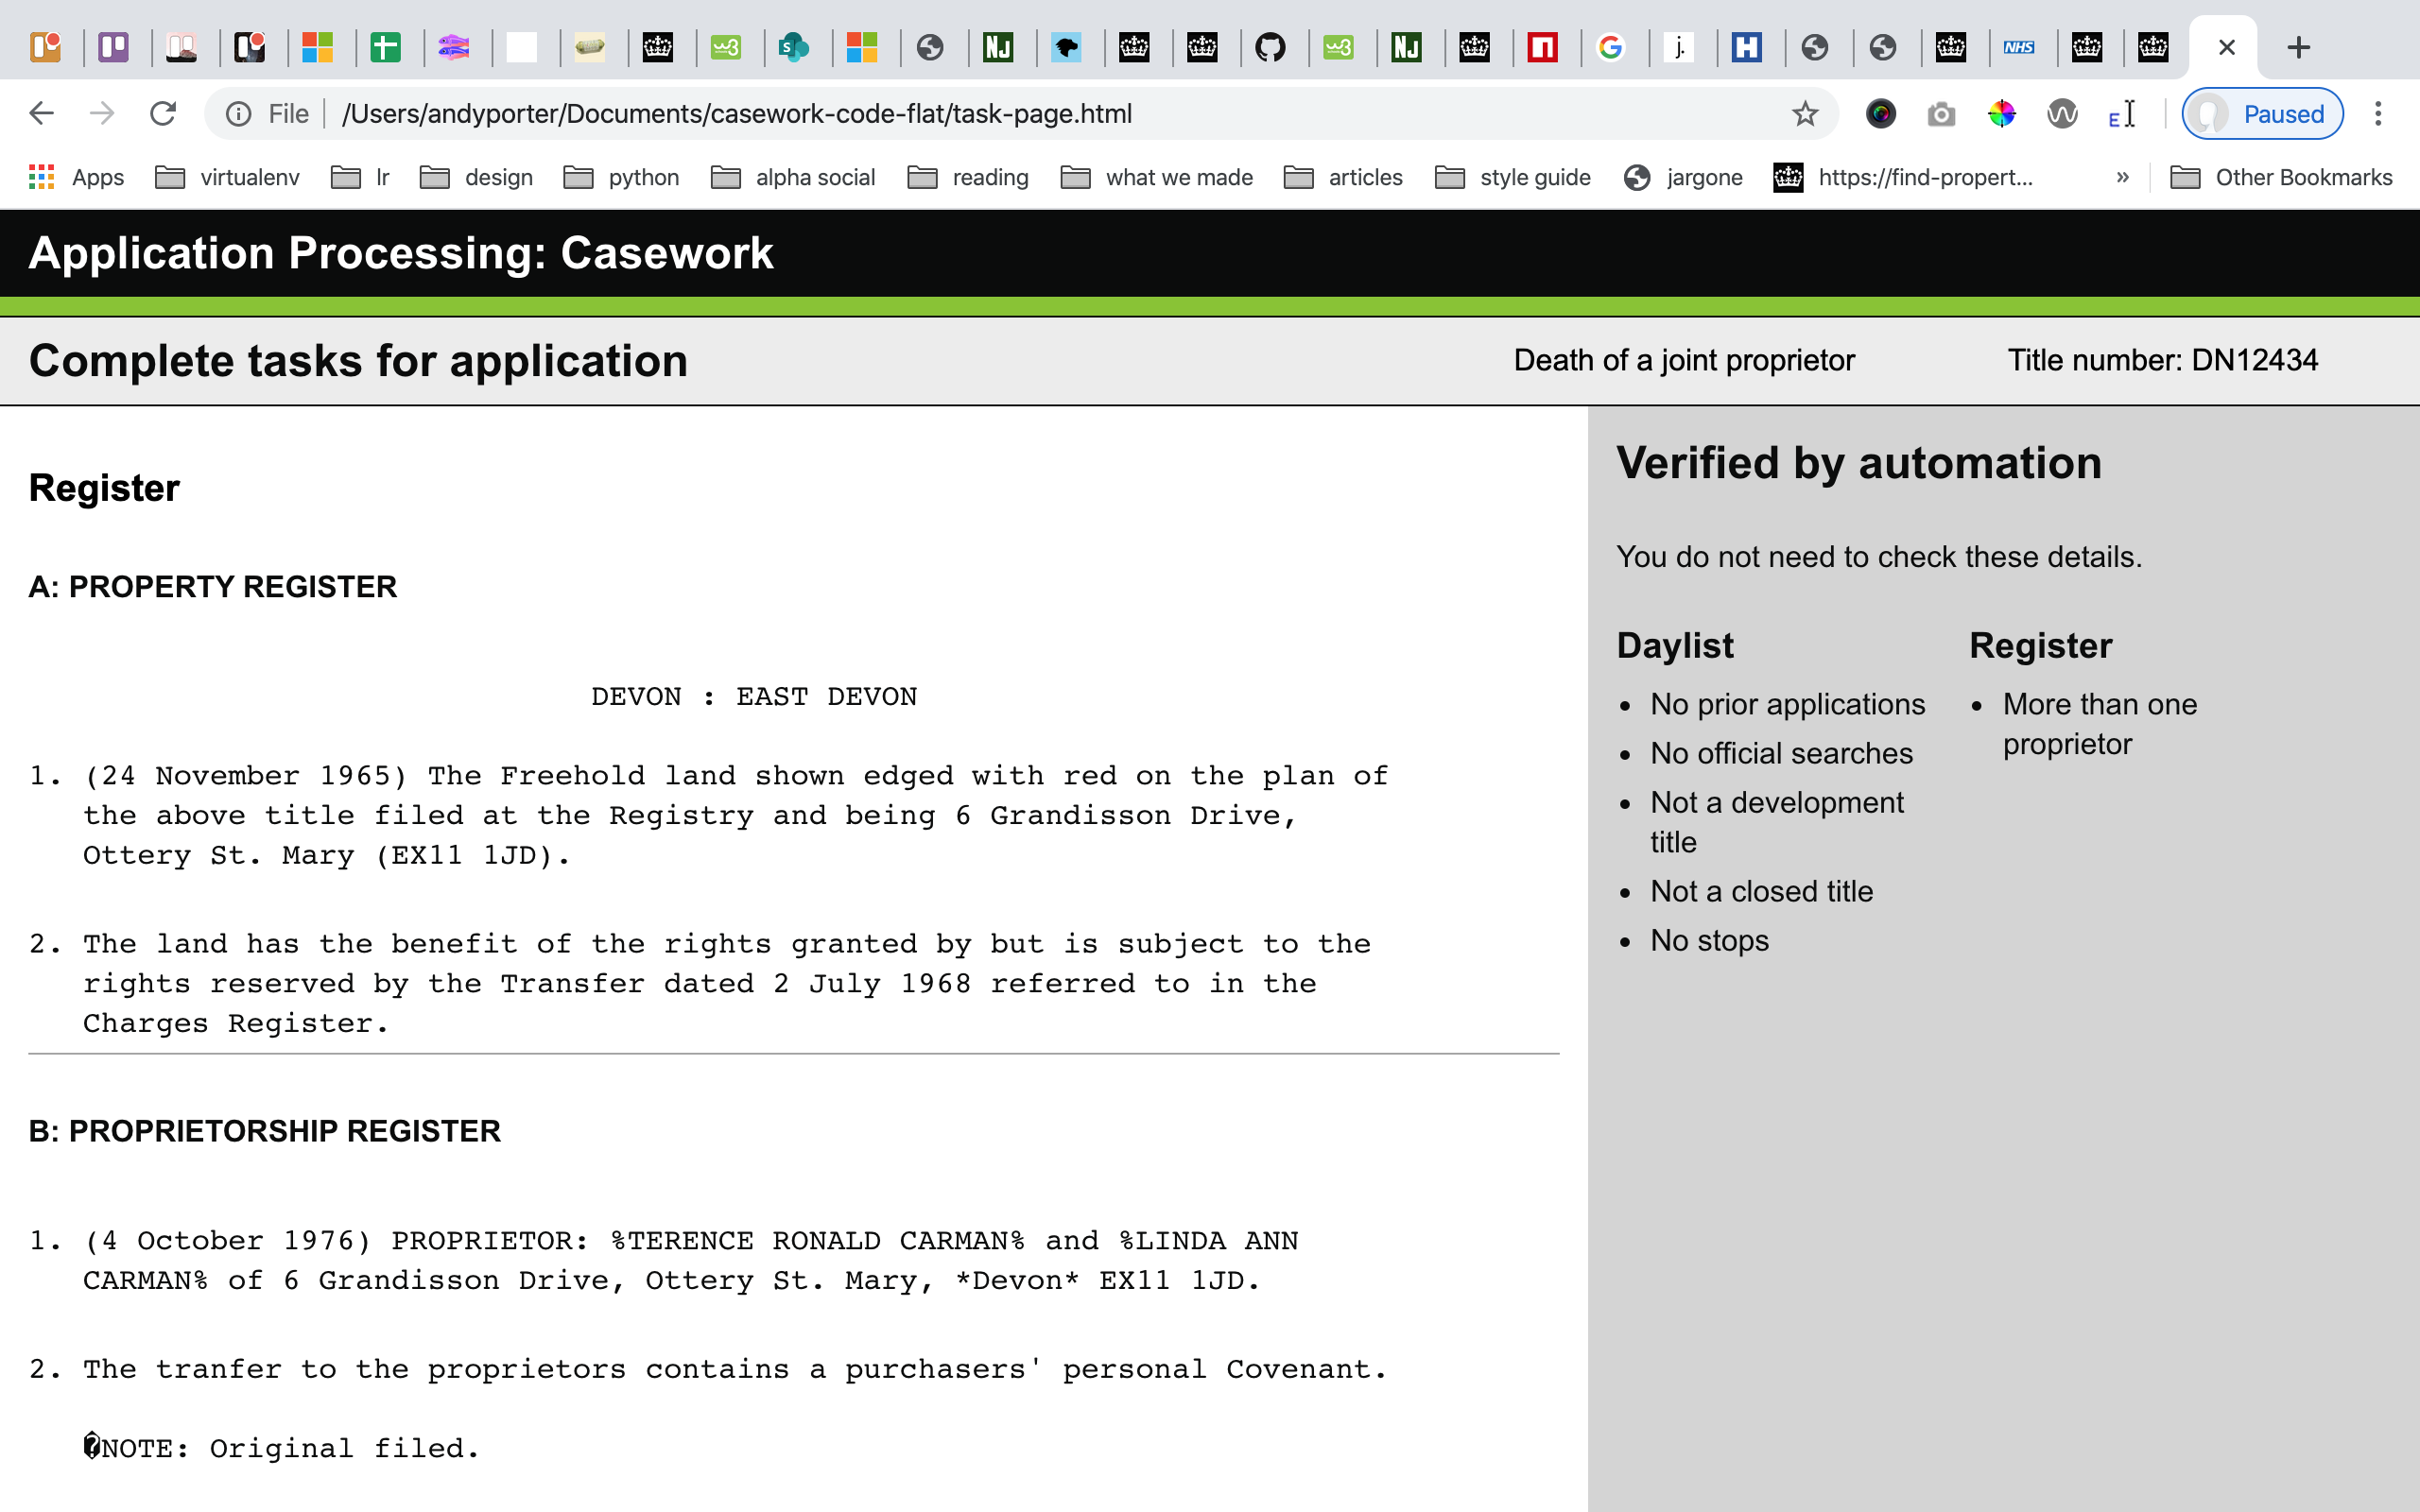 File /Users/andyporter/Documents/casework-code-flat/task-page.html Paused
Apps virtualenv lr design python alpha social reading what we made articles style guide jargone https://find-propert... » Other Bookmarks
Application Processing: Casework
Complete tasks for application Death of a joint proprietor Title number: DN12434
Register
A: PROPERTY REGISTER
DEVON : EAST DEVON
1. (24 November 1965) The Freehold land shown edged with red on the plan of
the above title filed at the Registry and being 6 Grandisson Drive,
Ottery St. Mary (EX11 1JD).
2. The land has the benefit of the rights granted by but is subject to the
rights reserved by the Transfer dated 2 July 1968 referred to in the
Charges Register.
B: PROPRIETORSHIP REGISTER
1. (4 October 1976) PROPRIETOR: %TERENCE RONALD CARMAN% and %LINDA ANN
CARMAN% of 6 Grandisson Drive, Ottery St. Mary, *Devon* EX11 1JD.
2. The tranfer to the proprietors contains a purchasers' personal Covenant.
�NOTE: Original filed.
Verified by automation
You do not need to check these details.
Daylist
• No prior applications
• No official searches
• Not a development
title
• Not a closed title
• No stops
Register
• More than one
proprietor